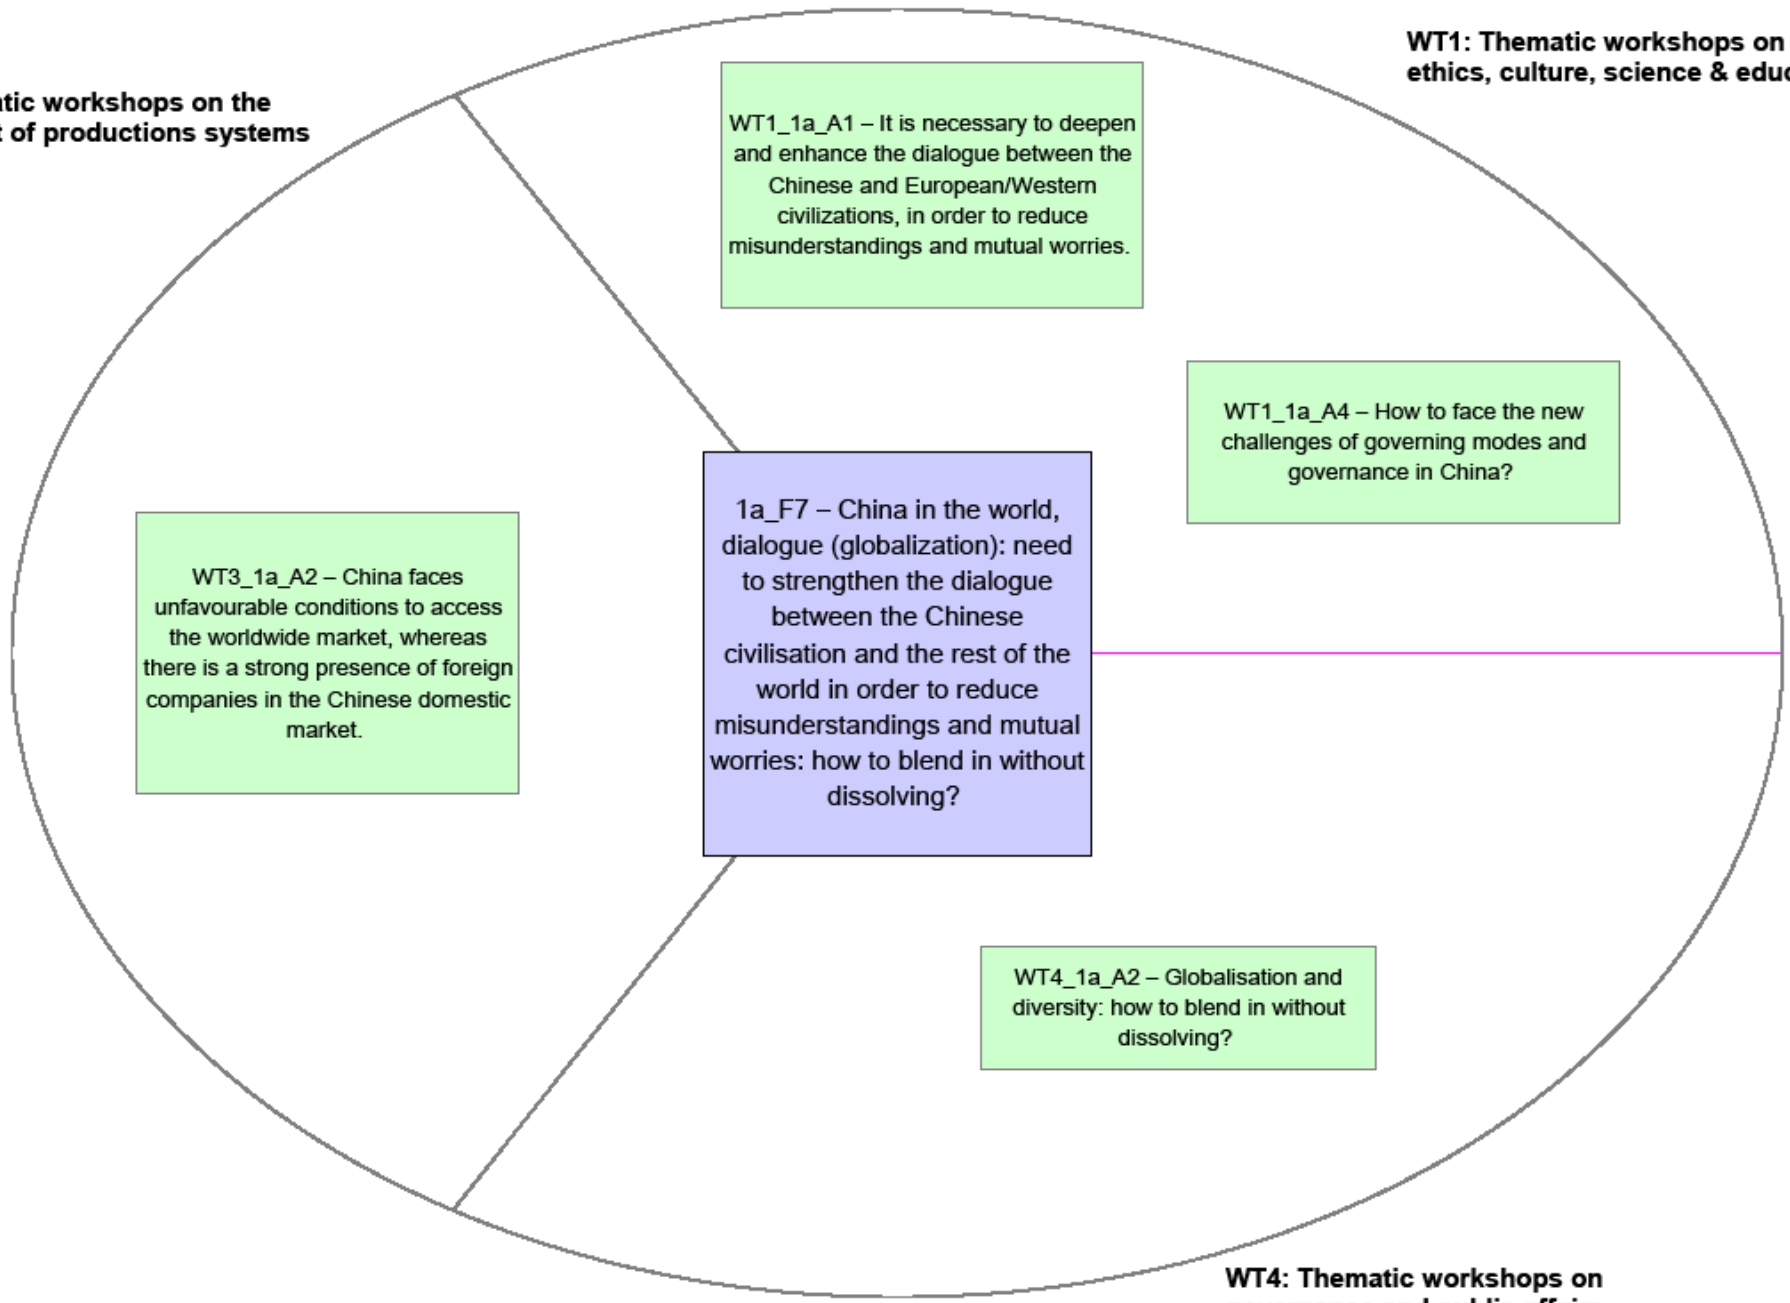 WT1: Thematic workshops on
ethics, culture, science &
workshops on the
of productions systems
WT1_1a_A1 – It is necessary to deepen
and enhance the dialogue between the
Chinese and European/Western
civilizations, in order to reduce
misunderstandings and mutual worries.
WT1_1a_A4 – How to face the new
challenges of governing modes and
governance in China?
1a_F7 – China in the world,
dialogue (globalization): need
to strengthen the dialogue
between the Chinese
civilisation and the rest of the
world in order to reduce
misunderstandings and mutual
worries: how to blend in without
dissolving?
WT3_1a_A2 – China faces
unfavourable conditions to access
the worldwide market, whereas
there is a strong presence of foreign
companies in the Chinese domestic
market.
WT4_1a_A2 – Globalisation and
diversity: how to blend in without
dissolving?
WT4: Thematic workshops on